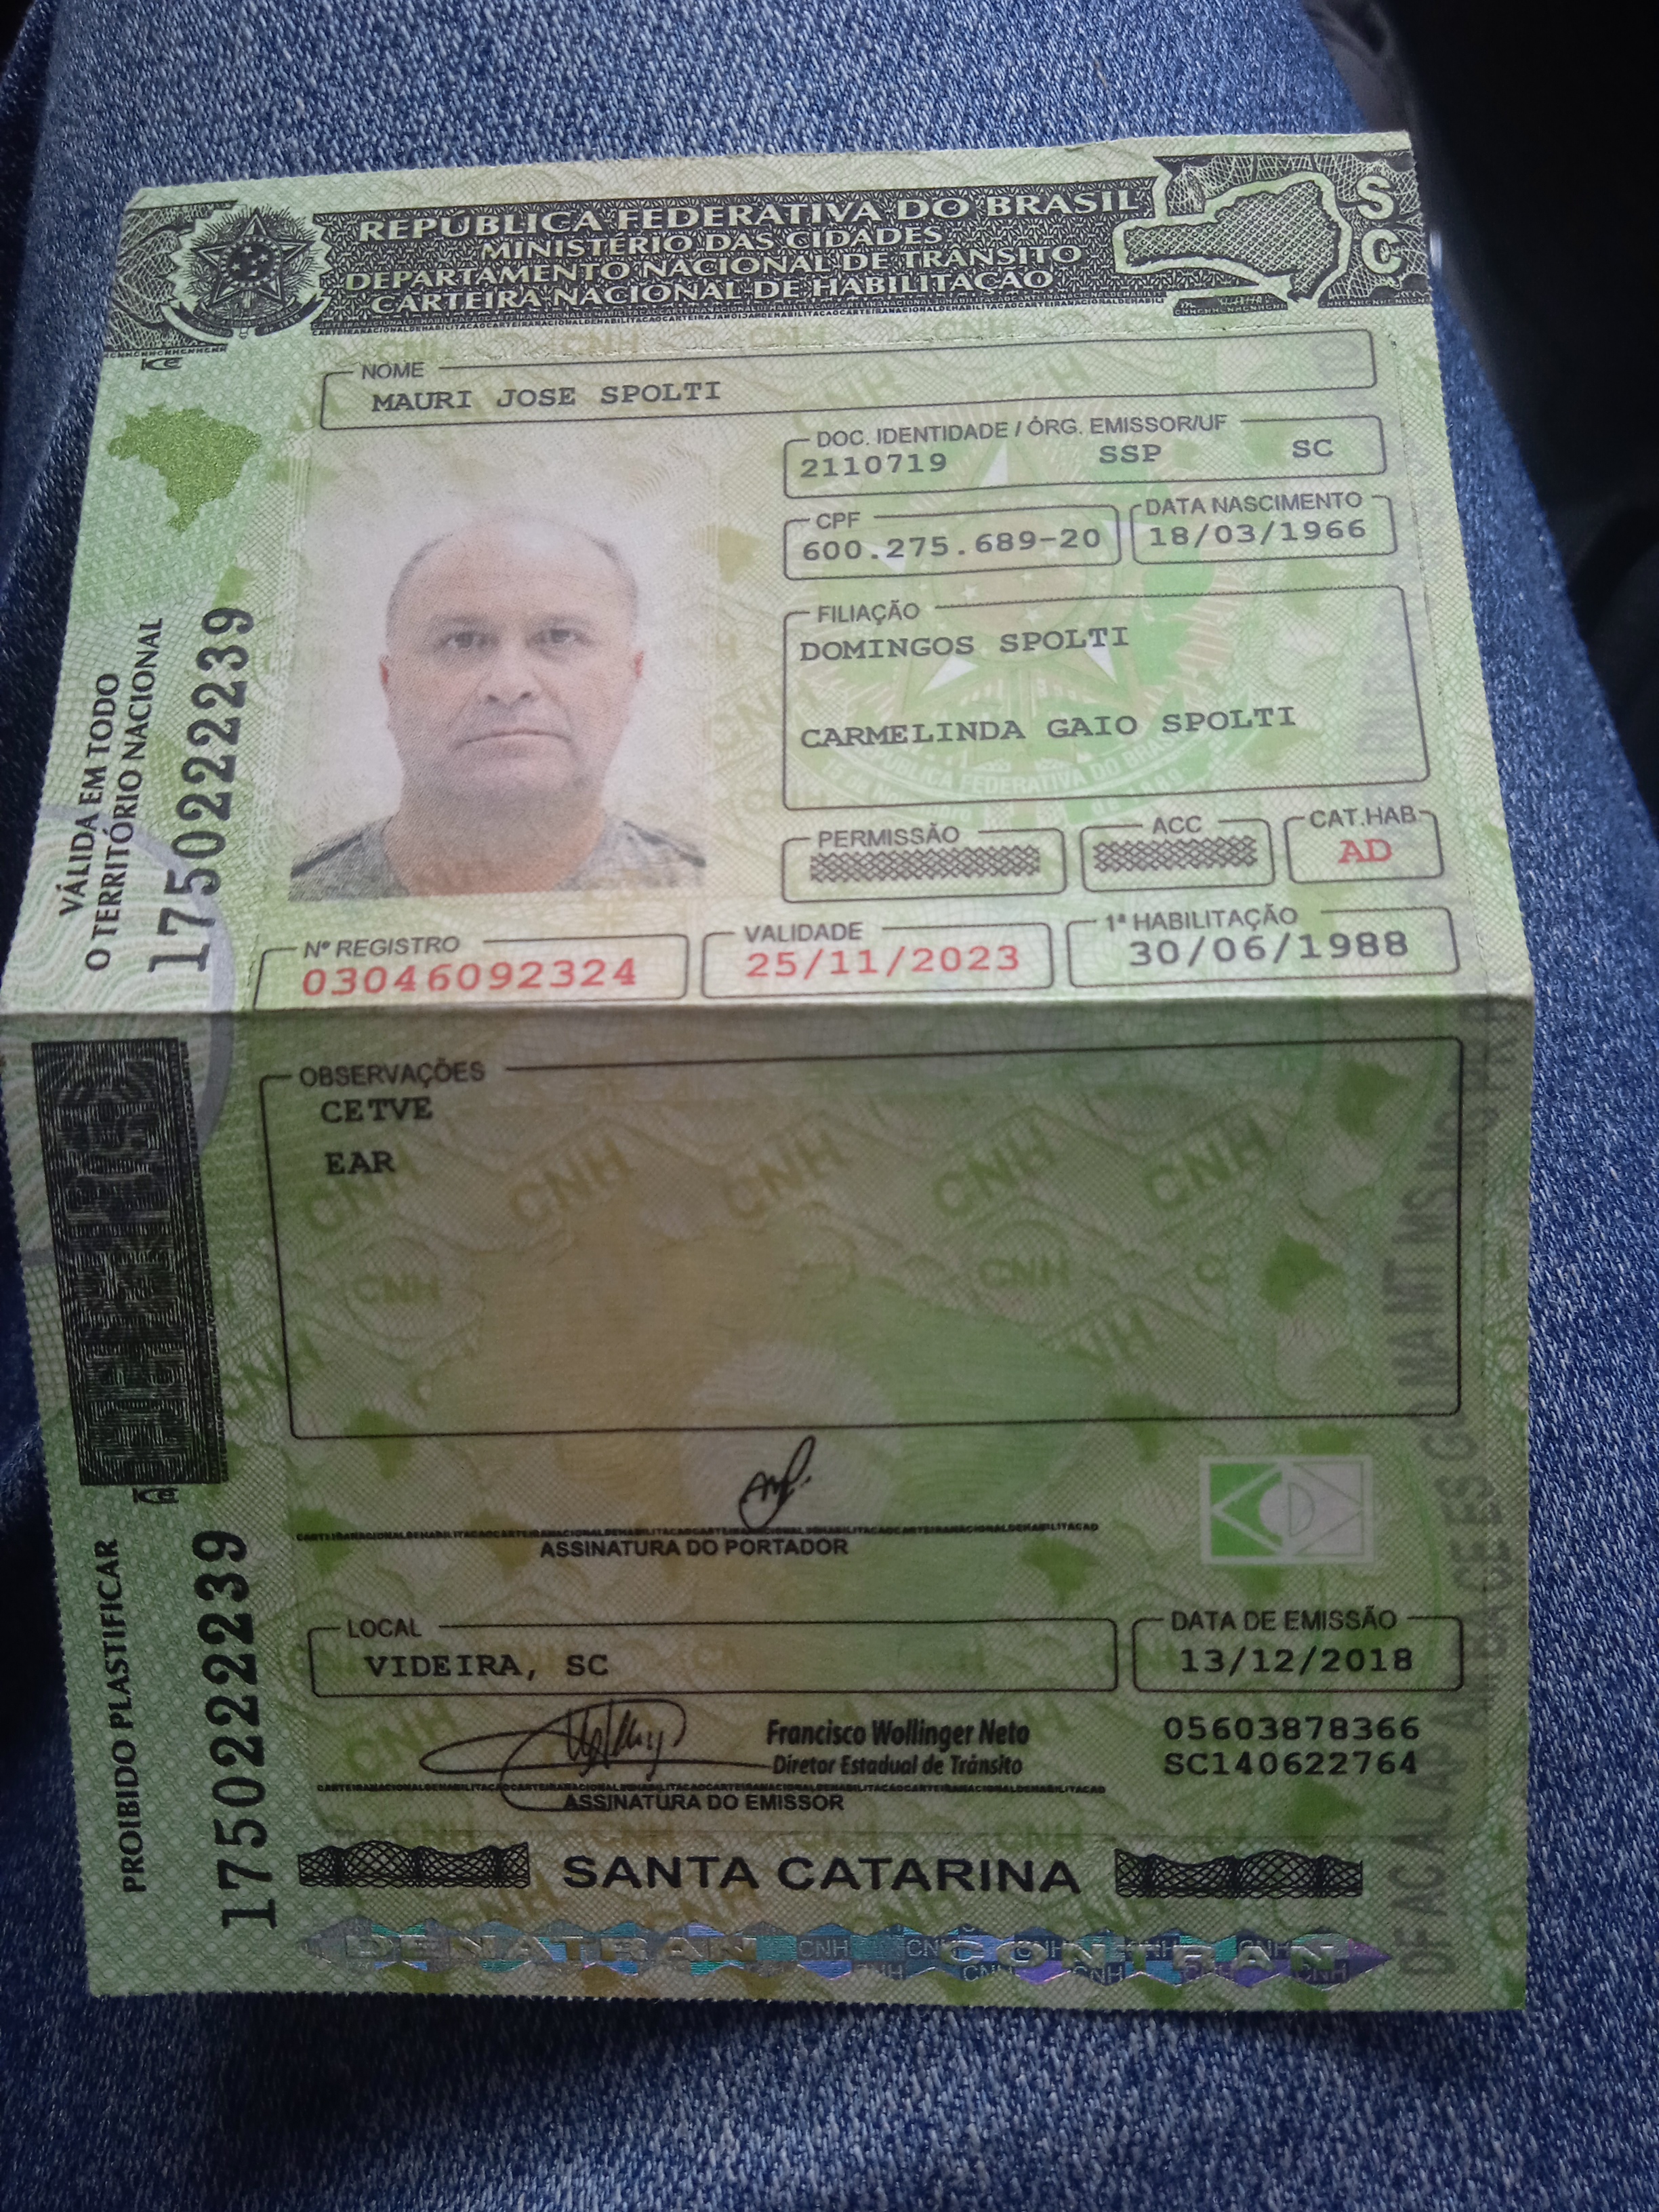 REPÚBLICA FEDERATIVA DO BRASIL
MINISTÉRIO DAS CIDADES
DEPARTAMENTO NACIONAL DE TRÂNSITO
CARTEIRA NACIONAL DE HABILITAÇÃO
SC
NOME
MAURI JOSE SPOLTI
DOC. IDENTIDADE / ÓRG. EMISSOR/UF
2110719 SSP SC
CPF
600.275.689-20
DATA NASCIMENTO
18/03/1966
FILIAÇÃO
DOMINGOS SPOLTI
CARMELINDA GAIO SPOLTI
PERMISSÃO
ACC
CAT.HAB
AD
Nº REGISTRO
03046092324
VALIDADE
25/11/2023
1ª HABILITAÇÃO
30/06/1988
VÁLIDA EM TODO
O TERRITÓRIO NACIONAL
1750222239
OBSERVAÇÕES
CETVE
EAR
ASSINATURA DO PORTADOR
LOCAL
VIDEIRA, SC
DATA DE EMISSÃO
13/12/2018
Francisco Wollinger Neto
Diretor Estadual de Trânsito
05603878366
SC140622764
ASSINATURA DO EMISSOR
PROIBIDO PLASTIFICAR
1750222239
SANTA CATARINA
DENATRAN CONTRAN